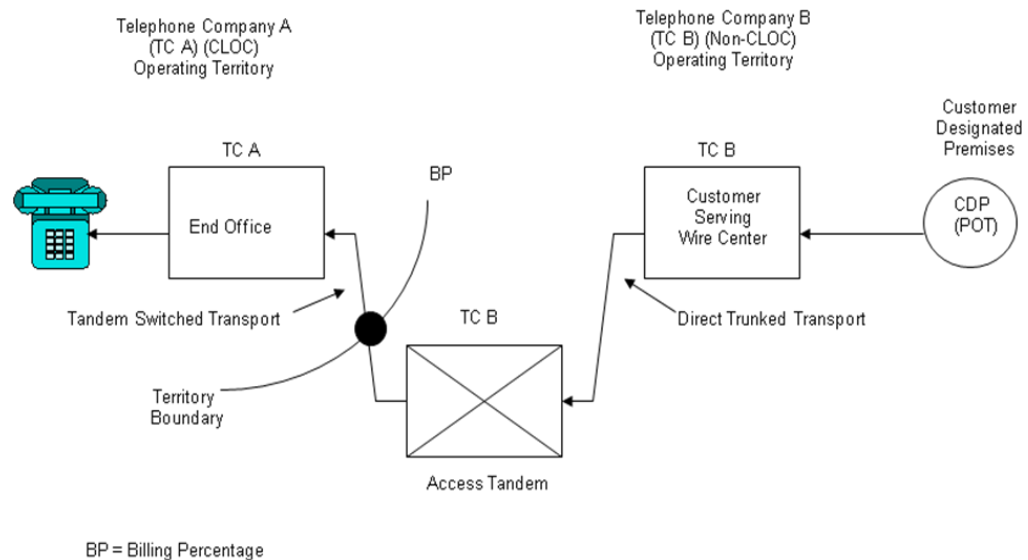 Telephone Company A
(TC A) (CLOC)
Operating Territory
Telephone Company B
(TC B) (Non-CLOC)
Operating Territory
Customer
Designated
Premises
TC A
BP
TC B
End Office
Customer
Serving
Wire Center
CDP
(POT)
Tandem Switched Transport
TC B
Direct Trunked Transport
Territory
Boundary
Access Tandem
BP = Billing Percentage